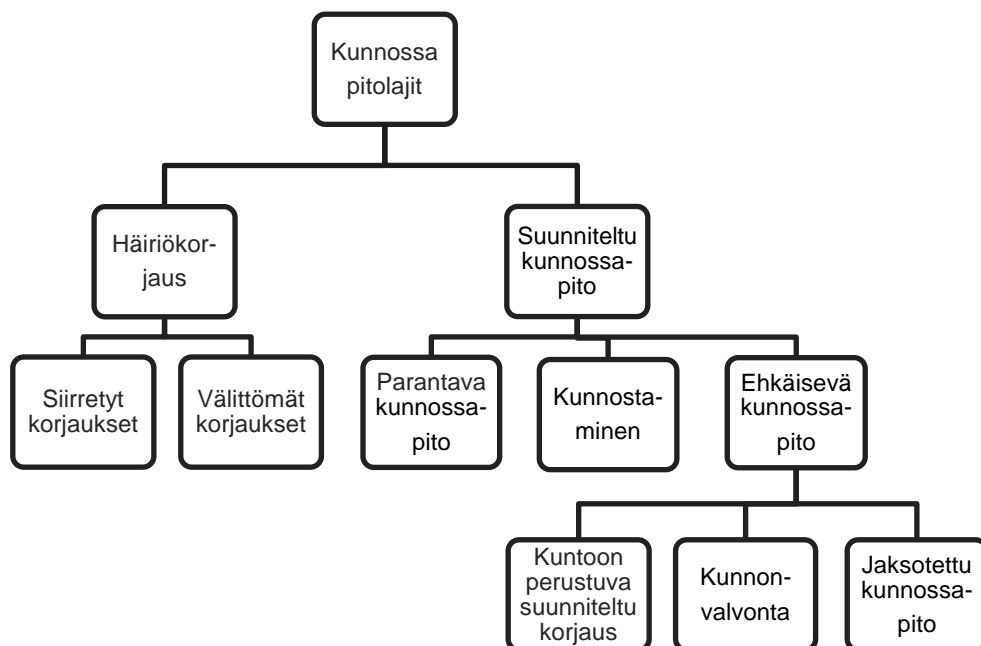 Kunnossa
pitolajit
Häiriökor-
jaus
Suunniteltu
kunnossa-
pito
Siirretyt
korjaukset
Välittömät
korjaukset
Parantava
kunnossa-
pito
Kunnosta-
minen
Ehkäisevä
kunnossa-
pito
Kuntoon
perustuva
suunniteltu
korjaus
Kunnon-
valvonta
Jaksotettu
kunnossa-
pito